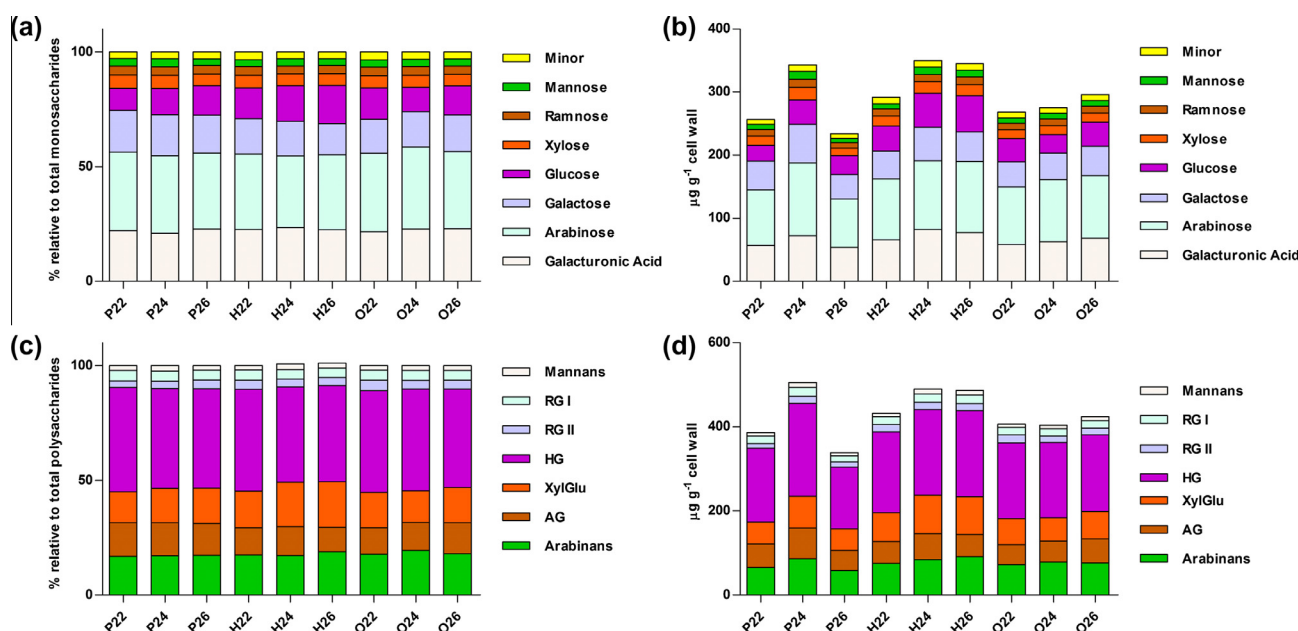 (a)
% relative to total monosaccharides
100
50
0
P22 P24 P26 H22 H24 H26 O22 O24 O26
Minor
Mannose
Ramnose
Xylose
Glucose
Galactose
Arabinose
Galacturonic Acid
(b)
µg g⁻¹ cell wall
400
300
200
100
0
P22 P24 P26 H22 H24 H26 O22 O24 O26
Minor
Mannose
Ramnose
Xylose
Glucose
Galactose
Arabinose
Galacturonic Acid
(c)
% relative to total polysaccharides
100
50
0
P22 P24 P26 H22 H24 H26 O22 O24 O26
Mannans
RG I
RG II
HG
XylGlu
AG
Arabinans
(d)
µg g⁻¹ cell wall
600
400
200
0
P22 P24 P26 H22 H24 H26 O22 O24 O26
Mannans
RG I
RG II
HG
XylGlu
AG
Arabinans